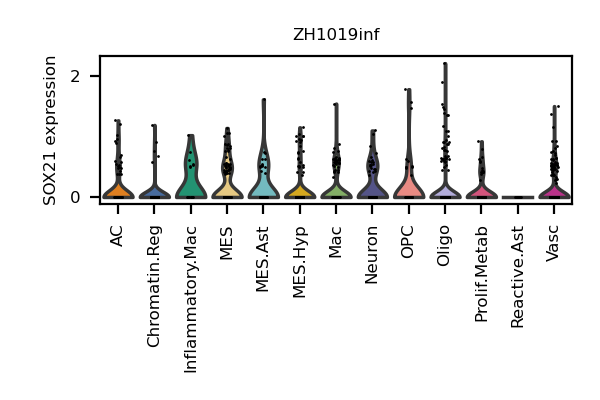 ZH1019inf
SOX21 expression
2
0
AC
Chromatin.Reg
Inflammatory.Mac
MES
MES.Ast
MES.Hyp
Mac
Neuron
OPC
Oligo
Prolif.Metab
Reactive.Ast
Vasc